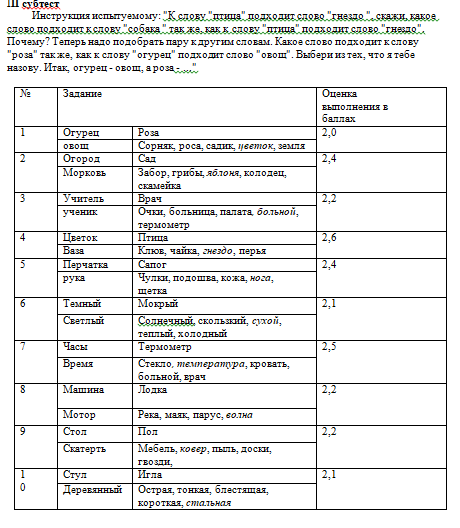 III субтест
Инструкция испытуемому: "К слову "птица" подходит слово "гнездо ", скажи, какое
слово подходит к слову "собака " так же, как к слову "птица" подходит слово "гнездо".
Почему? Теперь надо подобрать пару к другим словам. Какое слово подходит к слову
"роза" так же, как к слову "огурец" подходит слово "овощ". Выбери из тех, что я тебе
назову. Итак, огурец - овощ, а роза - ...."
№ Задание Оценка
выполнения в
баллах
1 Огурец Роза 2,0
овощ Сорняк, роса, садик, цветок, земля
2 Огород Сад 2,4
Морковь Забор, грибы, яблоня, колодец,
скамейка
3 Учитель Врач 2,2
ученик Очки, больница, палата, больной,
термометр
4 Цветок Птица 2,6
Ваза Клюв, чайка, гнездо, перья
5 Перчатка Сапог 2,4
рука Чулки, подошва, кожа, нога,
щетка
6 Темный Мокрый 2,1
Светлый Солнечный, скользкий, сухой,
теплый, холодный
7 Часы Термометр 2,5
Время Стекло, температура, кровать,
больной, врач
8 Машина Лодка 2,2
Мотор Река, маяк, парус, волна
9 Стол Пол 2,2
Скатерть Мебель, ковер, пыль, доски,
гвозди,
1 Стул Игла 2,1
0 Деревянный Острая, тонкая, блестящая,
короткая, стальная